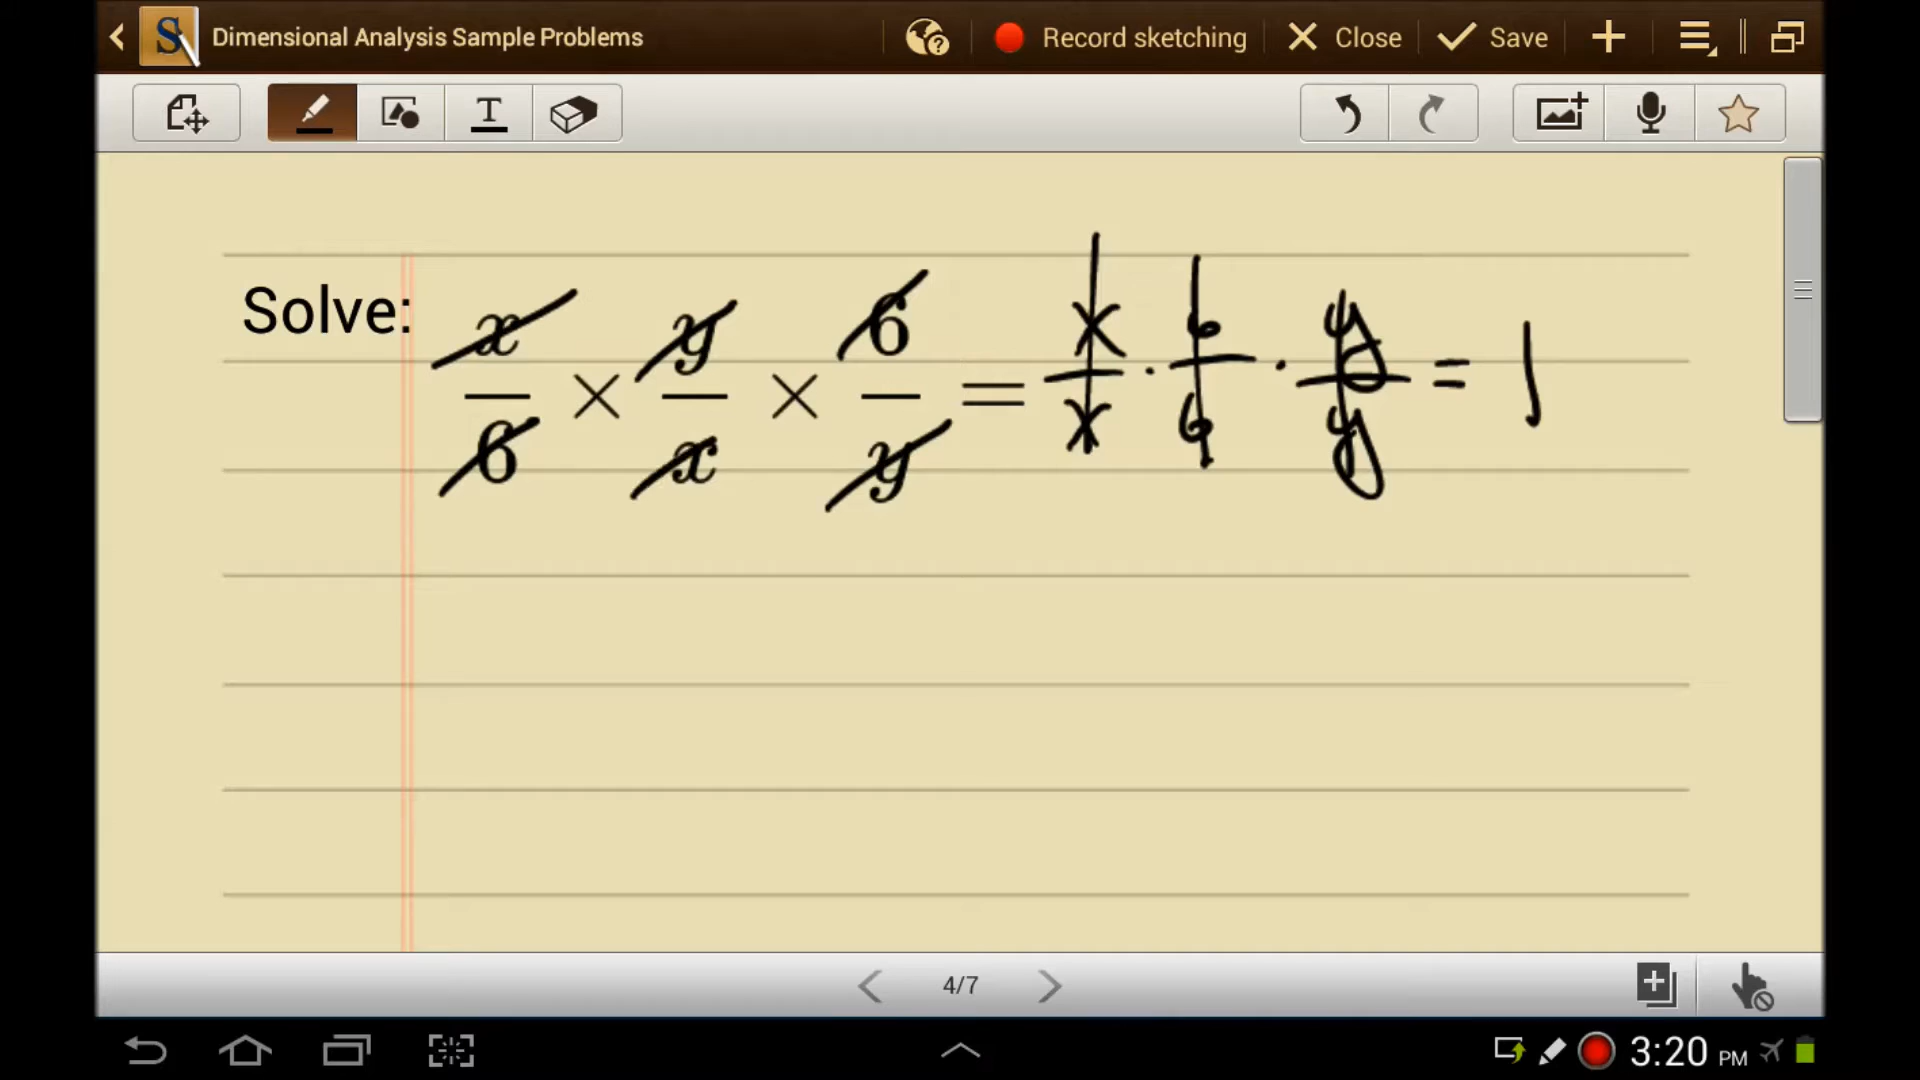 Dimensional Analysis Sample Problems Record sketching Close Save
T
Solve: x/6 × y/x × 6/y = x/x · 6/6 · y/y = 1
4/7
3:20 PM